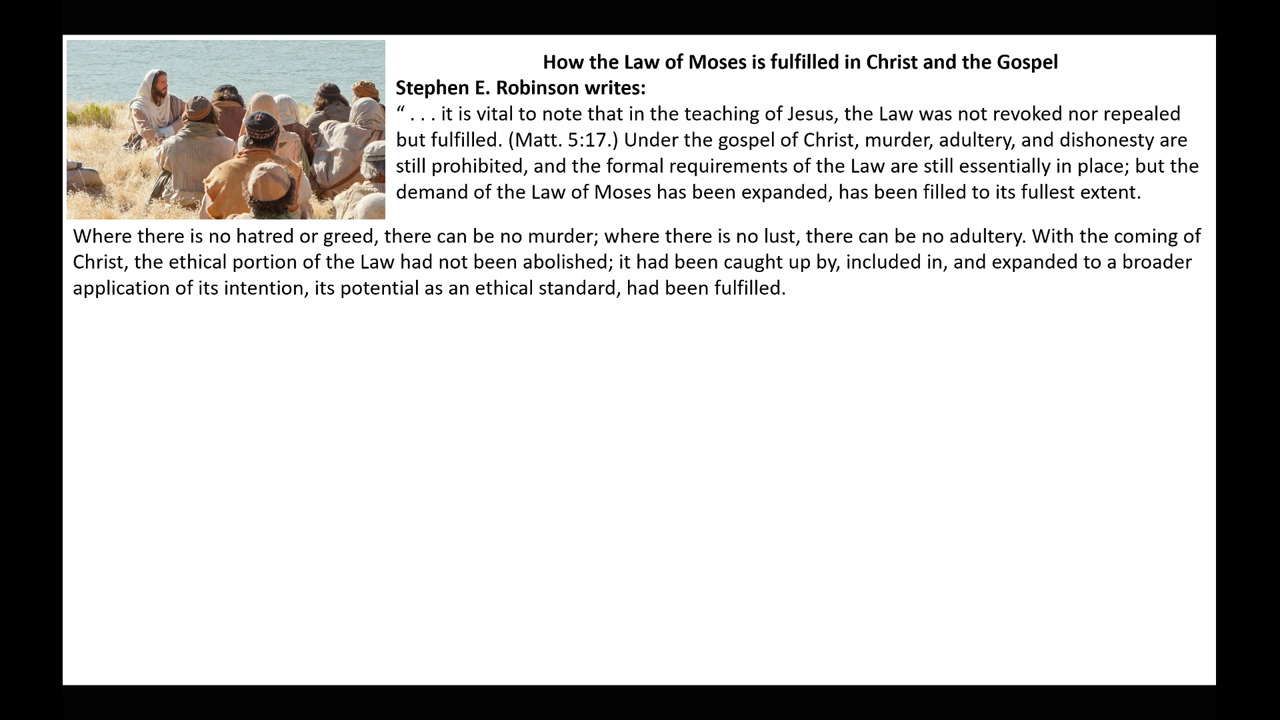 How the Law of Moses is fulfilled in Christ and the Gospel
Stephen E. Robinson writes:
“ . . . it is vital to note that in the teaching of Jesus, the Law was not revoked nor repealed
but fulfilled. (Matt. 5:17.) Under the gospel of Christ, murder, adultery, and dishonesty are
still prohibited, and the formal requirements of the Law are still essentially in place; but the
demand of the Law of Moses has been expanded, has been filled to its fullest extent.
Where there is no hatred or greed, there can be no murder; where there is no lust, there can be no adultery. With the coming of
Christ, the ethical portion of the Law had not been abolished; it had been caught up by, included in, and expanded to a broader
application of its intention, its potential as an ethical standard, had been fulfilled.